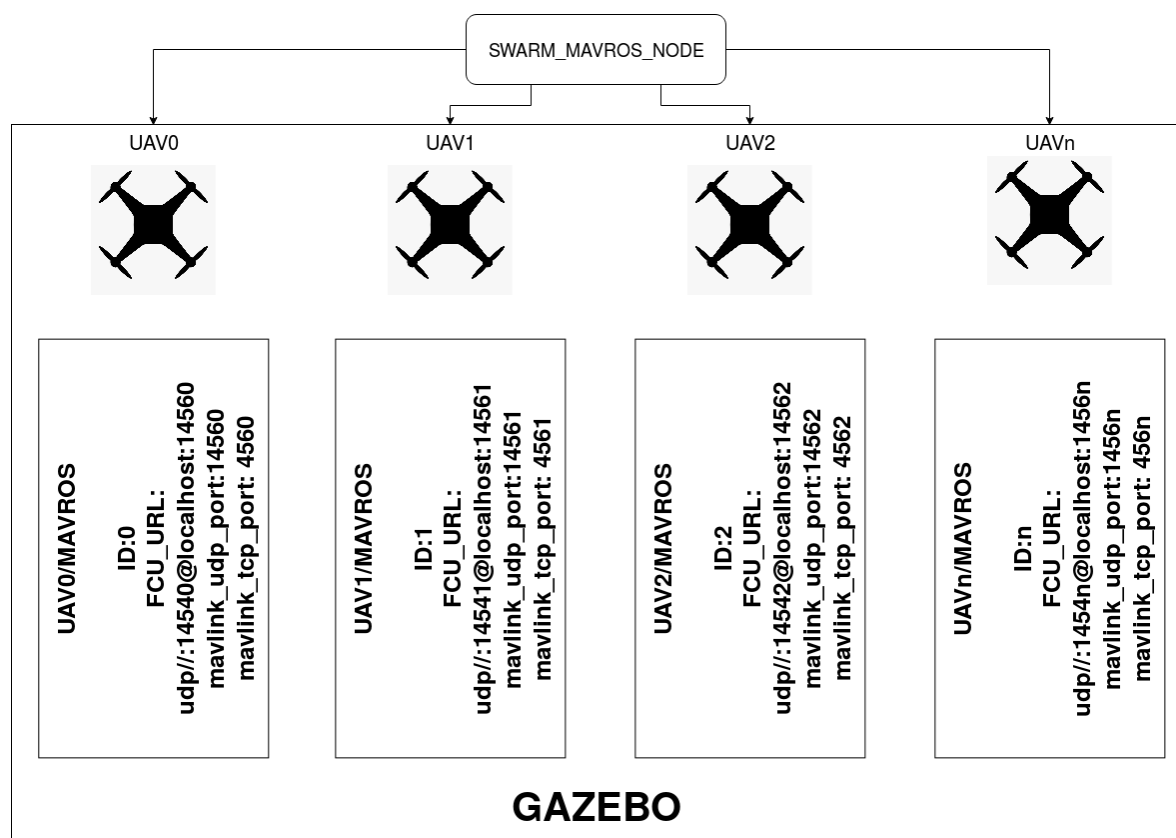 SWARM_MAVROS_NODE
UAV0
UAV1
UAV2
UAVn
UAV0/MAVROS
ID:0
FCU_URL:
udp//:14540@localhost:14560
mavlink_udp_port:14560
mavlink_tcp_port: 4560
UAV1/MAVROS
ID:1
FCU_URL:
udp//:14541@localhost:14561
mavlink_udp_port:14561
mavlink_tcp_port: 4561
UAV2/MAVROS
ID:2
FCU_URL:
udp//:14542@localhost:14562
mavlink_udp_port:14562
mavlink_tcp_port: 4562
UAVn/MAVROS
ID:n
FCU_URL:
udp//:1454n@localhost:1456n
mavlink_udp_port:1456n
mavlink_tcp_port: 456n
GAZEBO